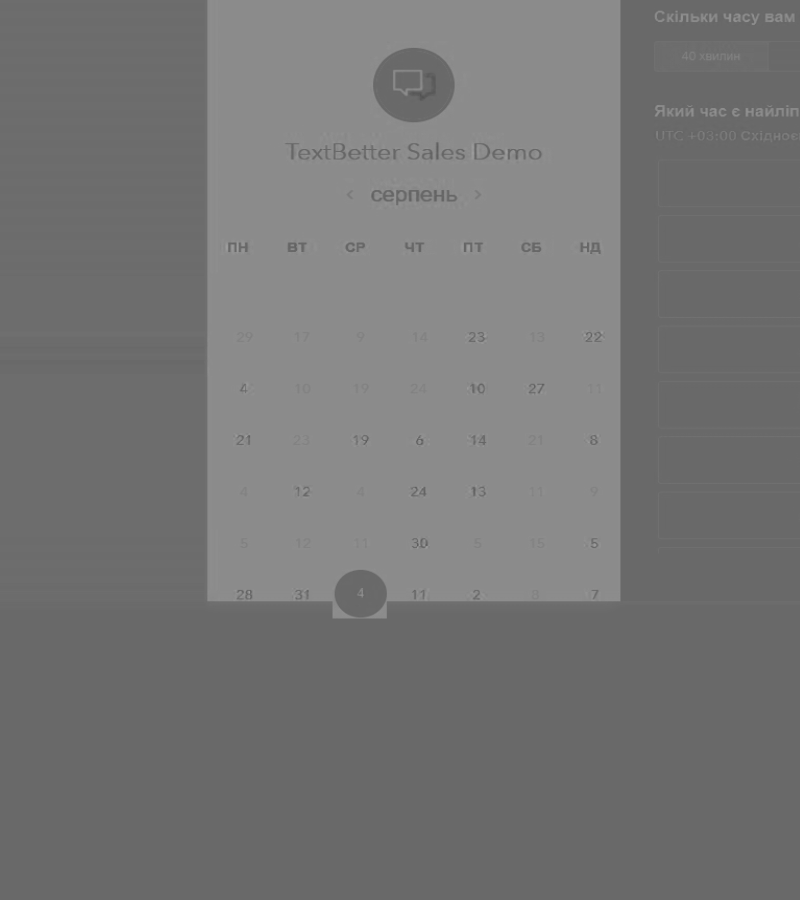 TextBetter Sales Demo
‹ серпень ›
ПН ВТ СР ЧТ ПТ СБ НД
29 17 9 14 23 13 22
4 10 19 24 10 27 11
21 23 19 6 14 21 8
4 12 4 24 13 11 9
5 12 11 30 5 15 5
28 31 4 11 2 8 7
Скільки часу вам
40 хвилин
Який час є найліп
UTC +03:00 Східноє